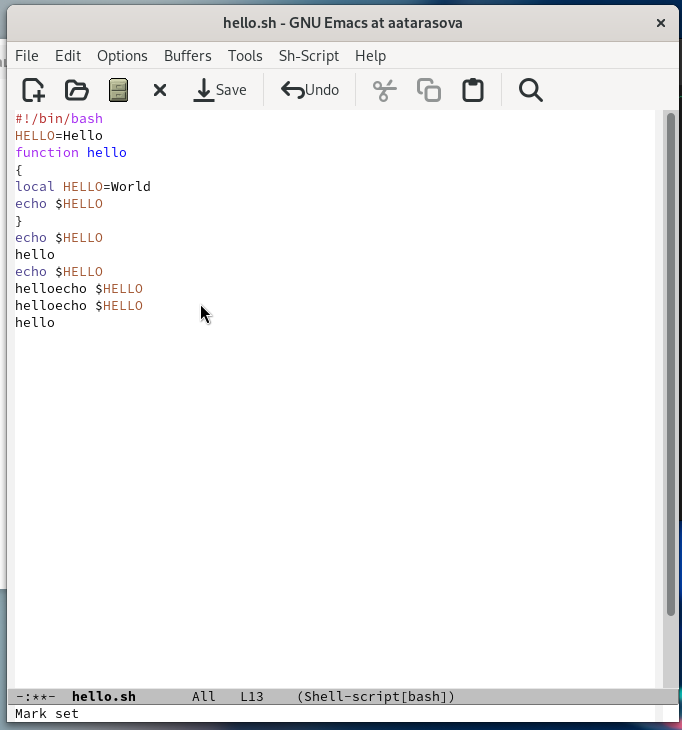 hello.sh - GNU Emacs at aatarasova
File Edit Options Buffers Tools Sh-Script Help
Save Undo
#!/bin/bash
HELLO=Hello
function hello
{
local HELLO=World
echo $HELLO
}
echo $HELLO
hello
echo $HELLO
helloecho $HELLO
helloecho $HELLO
hello
-:**- hello.sh All L13 (Shell-script[bash])
Mark set